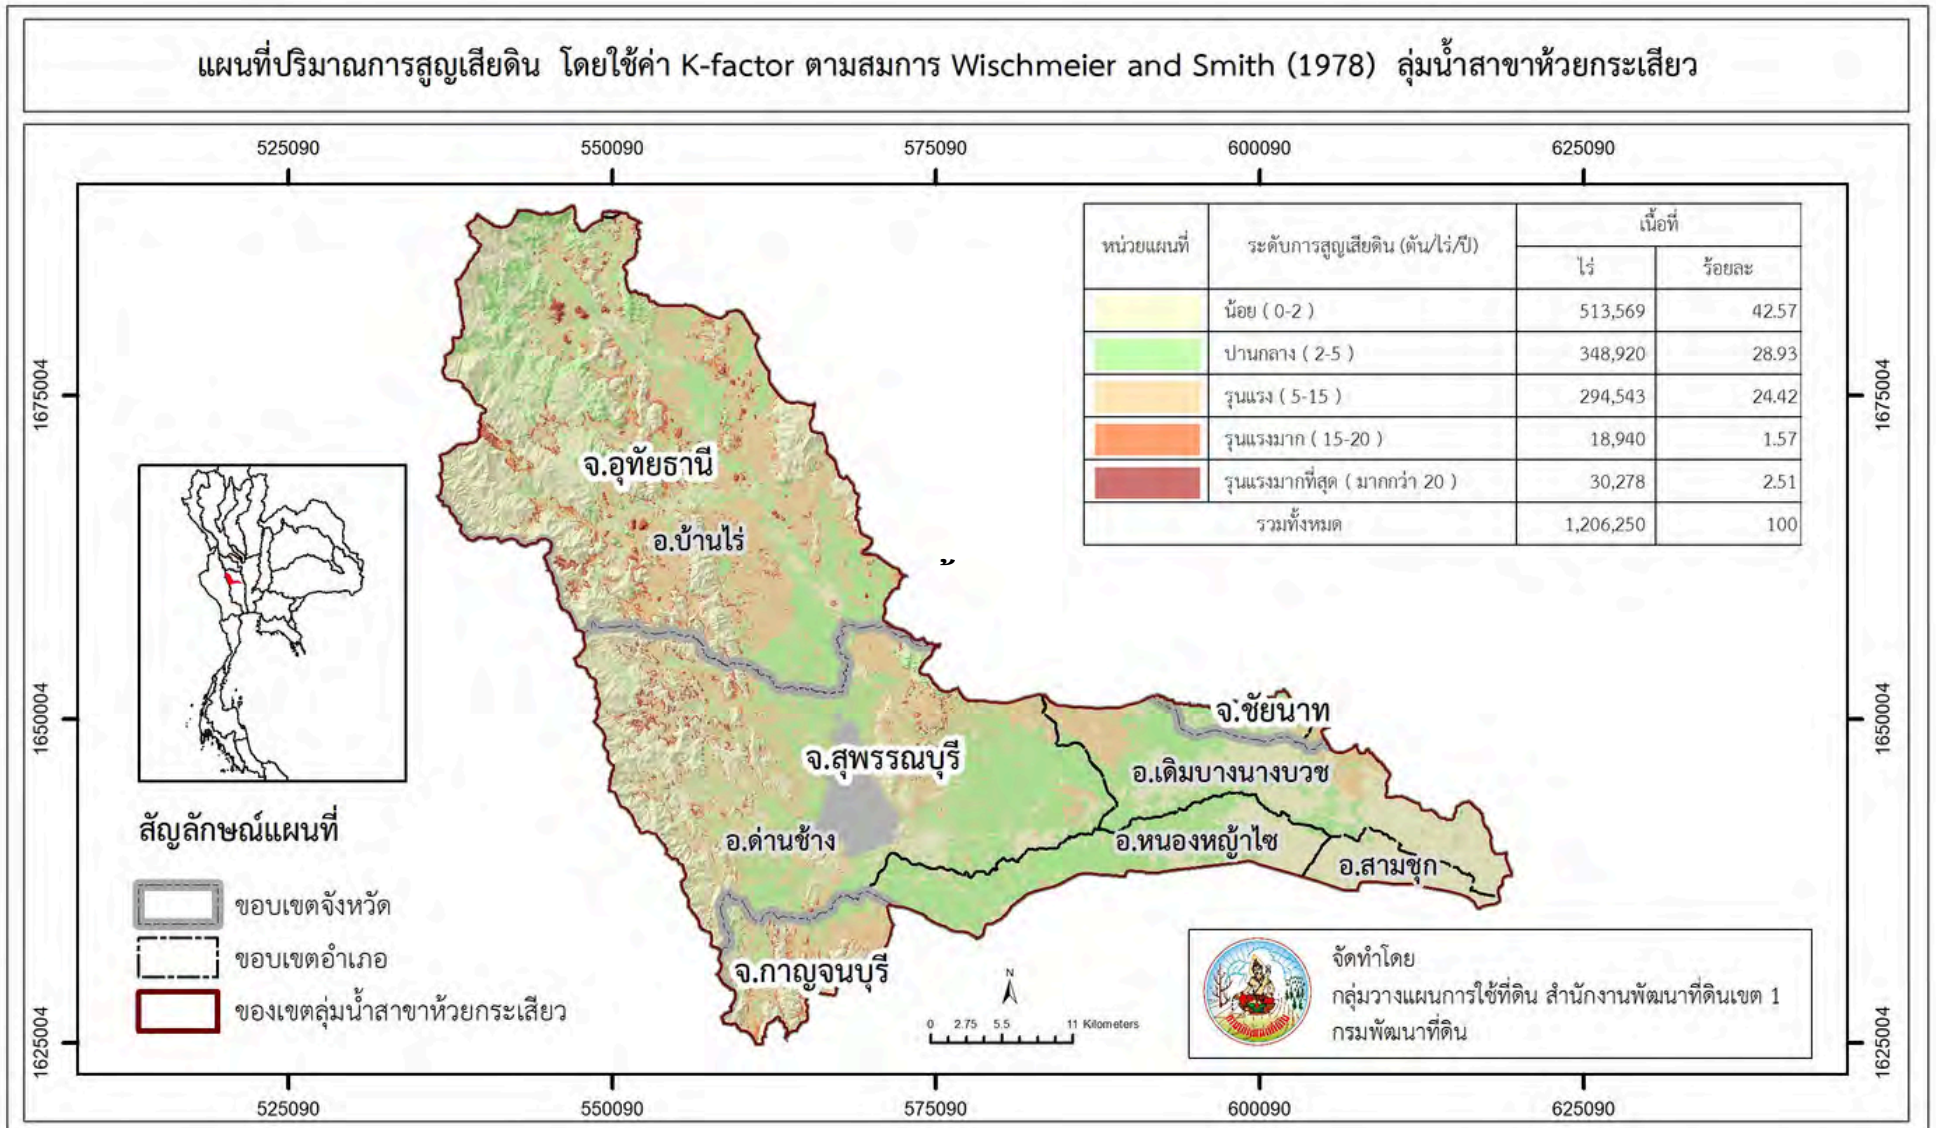 แผนที่ปริมาณการสูญเสียดิน โดยใช้ค่า K-factor ตามสมการ Wischmeier and Smith (1978) ลุ่มน้ำสาขาห้วยกระเสียว
525090 550090 575090 600090 625090
หน่วยแผนที่ ระดับการสูญเสียดิน (ตัน/ไร่/ปี) เนื้อที่
ไร่ ร้อยละ
น้อย ( 0-2 ) 513,569 42.57
ปานกลาง ( 2-5 ) 348,920 28.93
รุนแรง ( 5-15 ) 294,543 24.42
รุนแรงมาก ( 15-20 ) 18,940 1.57
รุนแรงมากที่สุด ( มากกว่า 20 ) 30,278 2.51
รวมทั้งหมด 1,206,250 100
1675004 1675004
จ.อุทัยธานี
อ.บ้านไร่
1650004 1650004
จ.ชัยนาท
จ.สุพรรณบุรี
อ.เดิมบางนางบวช
อ.ด่านช้าง
อ.หนองหญ้าไซ
อ.สามชุก
จ.กาญจนบุรี
สัญลักษณ์แผนที่
ขอบเขตจังหวัด
ขอบเขตอำเภอ
ของเขตลุ่มน้ำสาขาห้วยกระเสียว
N
0 2.75 5.5 11 Kilometers
จัดทำโดย
กลุ่มวางแผนการใช้ที่ดิน สำนักงานพัฒนาที่ดินเขต 1
กรมพัฒนาที่ดิน
1625004 1625004
525090 550090 575090 600090 625090